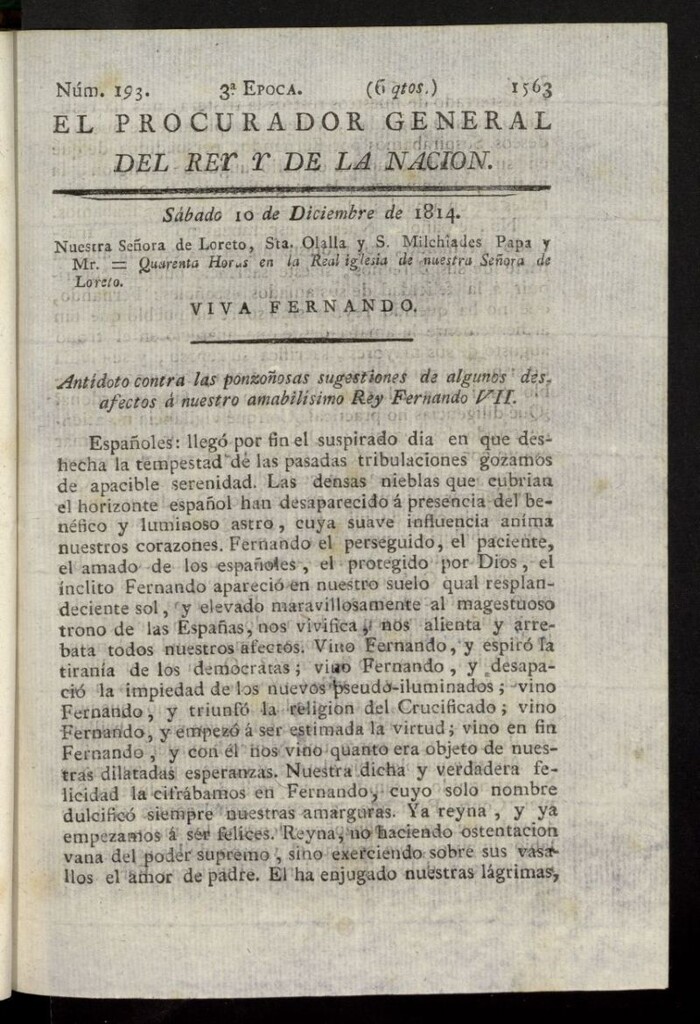 Núm. 193. 3ª EPOCA. (6 qtos.) 1563
EL PROCURADOR GENERAL
DEL REY Y DE LA NACION.
Sábado 10 de Diciembre de 1814.
Nuestra Señora de Loreto, Sta. Olalla y S. Milchîades Papa y
Mr. = Quarenta Horas en la Real iglesia de nuestra Señora de
Loreto.
VIVA FERNANDO.
Antídoto contra las ponzoñosas sugestiones de algunos des-
afectos á nuestro amabilisimo Rey Fernando VII.
Españoles: llegó por fin el suspirado dia en que des-
hecha la tempestad de las pasadas tribulaciones gozamos
de apacible serenidad. Las densas nieblas que cubrian
el horizonte español han desaparecido á presencia del be-
néfico y luminoso astro, cuya suave influencia anima
nuestros corazones. Fernando el perseguido, el paciente,
el amado de los españoles, el protegido por Dios, el
ínclito Fernando apareció en nuestro suelo qual resplan-
deciente sol, y elevado maravillosamente al magestuoso
trono de las Españas, nos vivifica, nos alienta y arre-
bata todos nuestros afectos. Vino Fernando, y espiró la
tiranía de los demócratas; vino Fernando, y desapa-
ció la impiedad de los nuevos pseudo-iluminados; vino
Fernando, y triunfó la religion del Crucificado; vino
Fernando, y empezó á ser estimada la virtud; vino en fin
Fernando, y con él nos vino quanto era objeto de nues-
tras dilatadas esperanzas. Nuestra dicha y verdadera fe-
licidad la cifrábamos en Fernando, cuyo solo nombre
dulcificó siempre nuestras amarguras. Ya reyna, y ya
empezamos á ser felices. Reyna, no haciendo ostentacion
vana del poder supremo, sino exerciendo sobre sus vasa-
llos el amor de padre. El ha enjugado nuestras lágrimas,